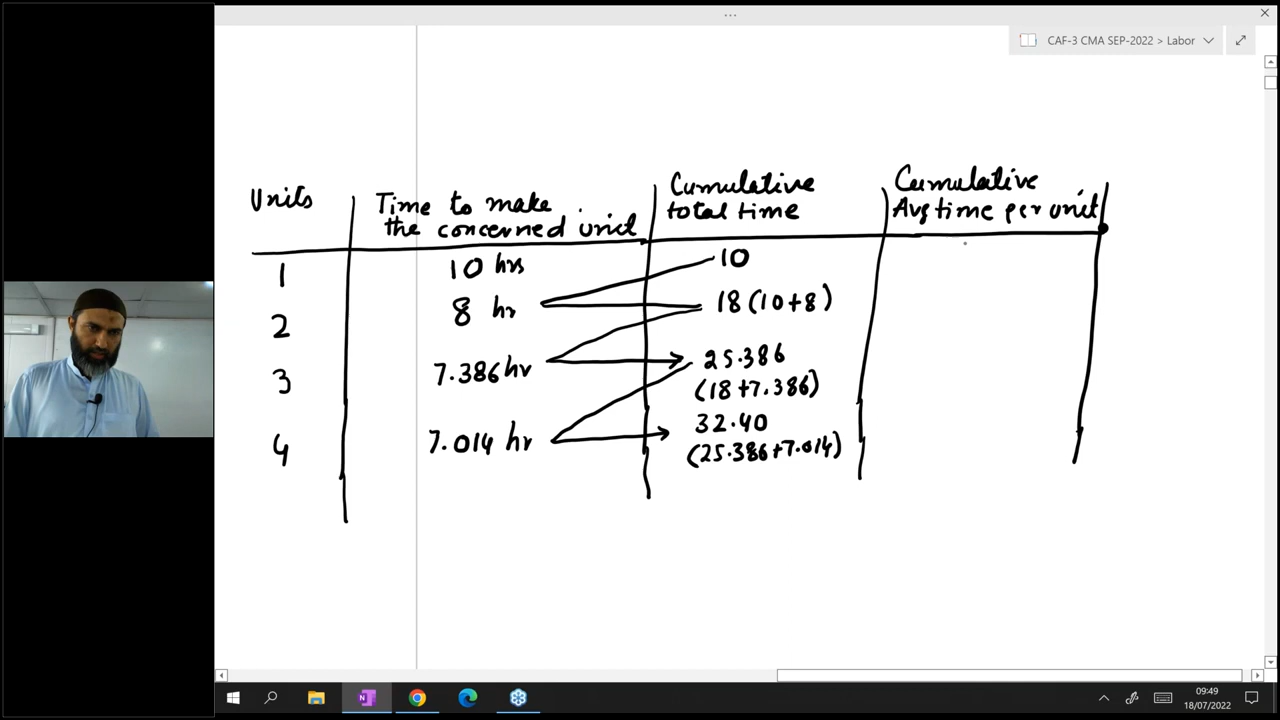 CAF-3 CMA SEP-2022 > Labor
Units
Time to make
the concerned unit
Cumulative
total time
Cumulative
Avg time per unit
1
10 hrs
10
2
8 hr
18 (10+8)
3
7.386 hr
25.386
(18+7.386)
4
7.014 hr
32.40
(25.386+7.014)
09:49
18/07/2022